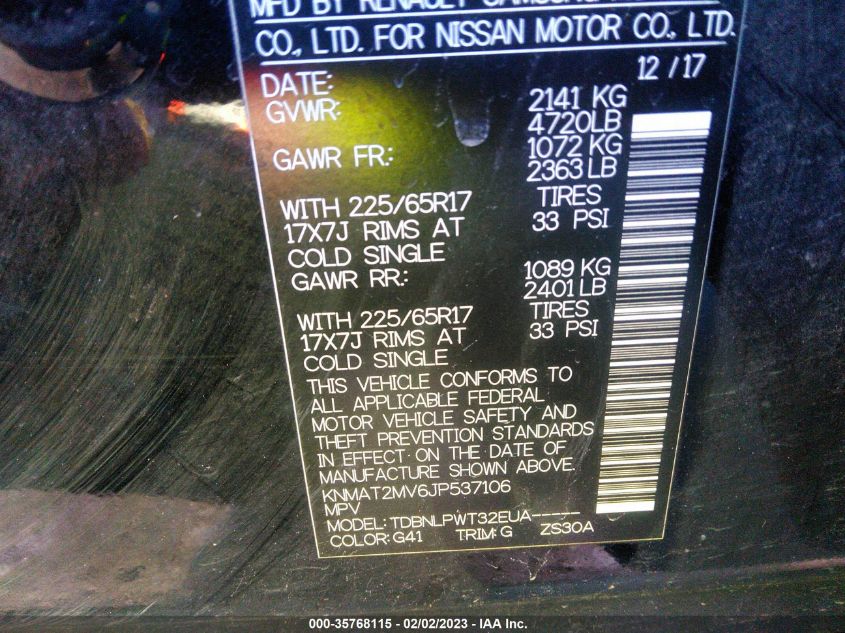 MFD BY RENAULT SAMSUNG
CO., LTD. FOR NISSAN MOTOR CO., LTD.
DATE: 12 / 17
GVWR: 2141 KG
4720LB
GAWR FR.: 1072 KG
2363 LB
WITH 225/65R17 TIRES
17X7J RIMS AT 33 PSI
COLD SINGLE
GAWR RR.: 1089 KG
2401 LB
WITH 225/65R17 TIRES
17X7J RIMS AT 33 PSI
COLD SINGLE
THIS VEHICLE CONFORMS TO
ALL APPLICABLE FEDERAL
MOTOR VEHICLE SAFETY AND
THEFT PREVENTION STANDARDS
IN EFFECT ON THE DATE OF
MANUFACTURE SHOWN ABOVE.
KNMAT2MV6JP537106
MPV
MODEL: TDBNLPWT32EUA-----
COLOR: G41 TRIM: G ZS30A
000-35768115 - 02/02/2023 - IAA Inc.